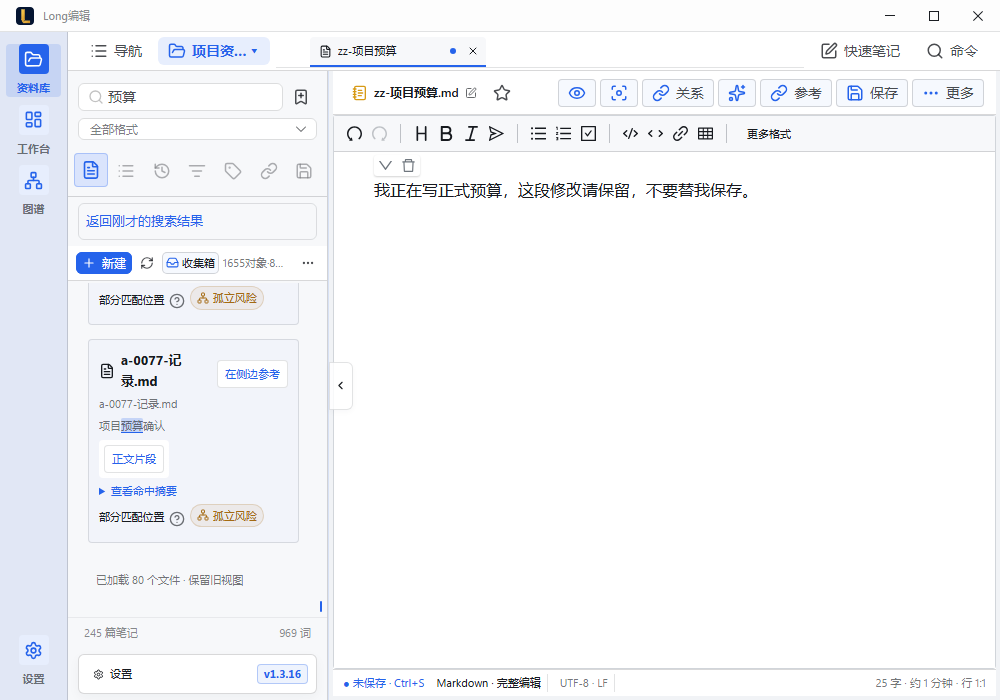 Long编辑
资料库
工作台
图谱
设置
导航
项目资...
zz-项目预算
快速笔记
命令
预算
全部格式
返回刚才的搜索结果
新建
收集箱
1655对象·8...
部分匹配位置
孤立风险
a-0077-记
录.md
在侧边参考
a-0077-记录.md
项目预算确认
正文片段
查看命中摘要
部分匹配位置
孤立风险
已加载 80 个文件 · 保留旧视图
245 篇笔记
969 词
设置
v1.3.16
zz-项目预算.md
关系
参考
保存
更多
H B I
更多格式
我正在写正式预算，这段修改请保留，不要替我保存。
未保存 · Ctrl+S
Markdown · 完整编辑
UTF-8 · LF
25 字 · 约 1 分钟 · 行 1:1